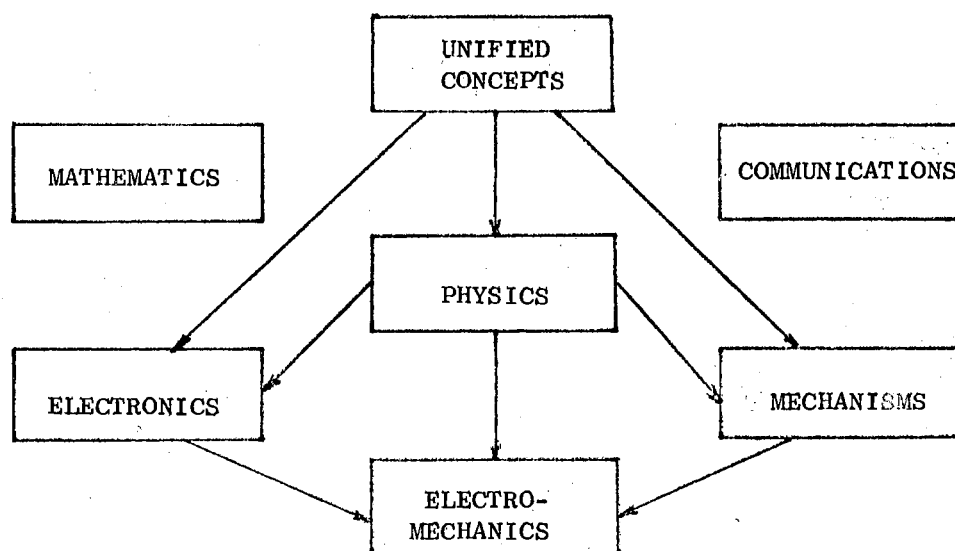 UNIFIED
CONCEPTS
MATHEMATICS
COMMUNICATIONS
PHYSICS
ELECTRONICS
MECHANISMS
ELECTRO-
MECHANICS